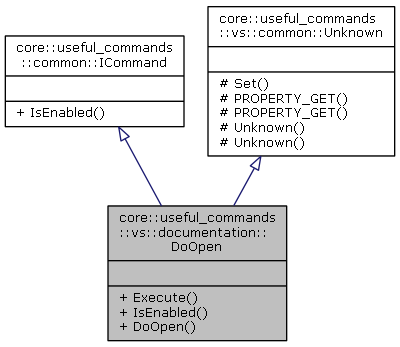 core::useful_commands
::common::ICommand
+ IsEnabled()
core::useful_commands
::vs::common::Unknown
# Set()
# PROPERTY_GET()
# PROPERTY_GET()
# Unknown()
# Unknown()
core::useful_commands
::vs::documentation::
DoOpen
+ Execute()
+ IsEnabled()
+ DoOpen()